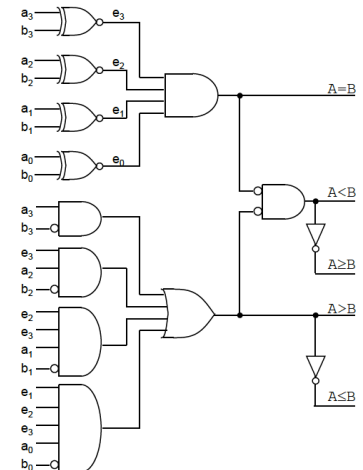 a3 e3
b3
a2 e2
b2
a1 e1
b1
a0 e0
b0
A=B
A<B
A≥B
a3
b3
e3
a2
b2
e2
e3
a1
b1
A>B
e1
e2
e3
a0
b0
A≤B